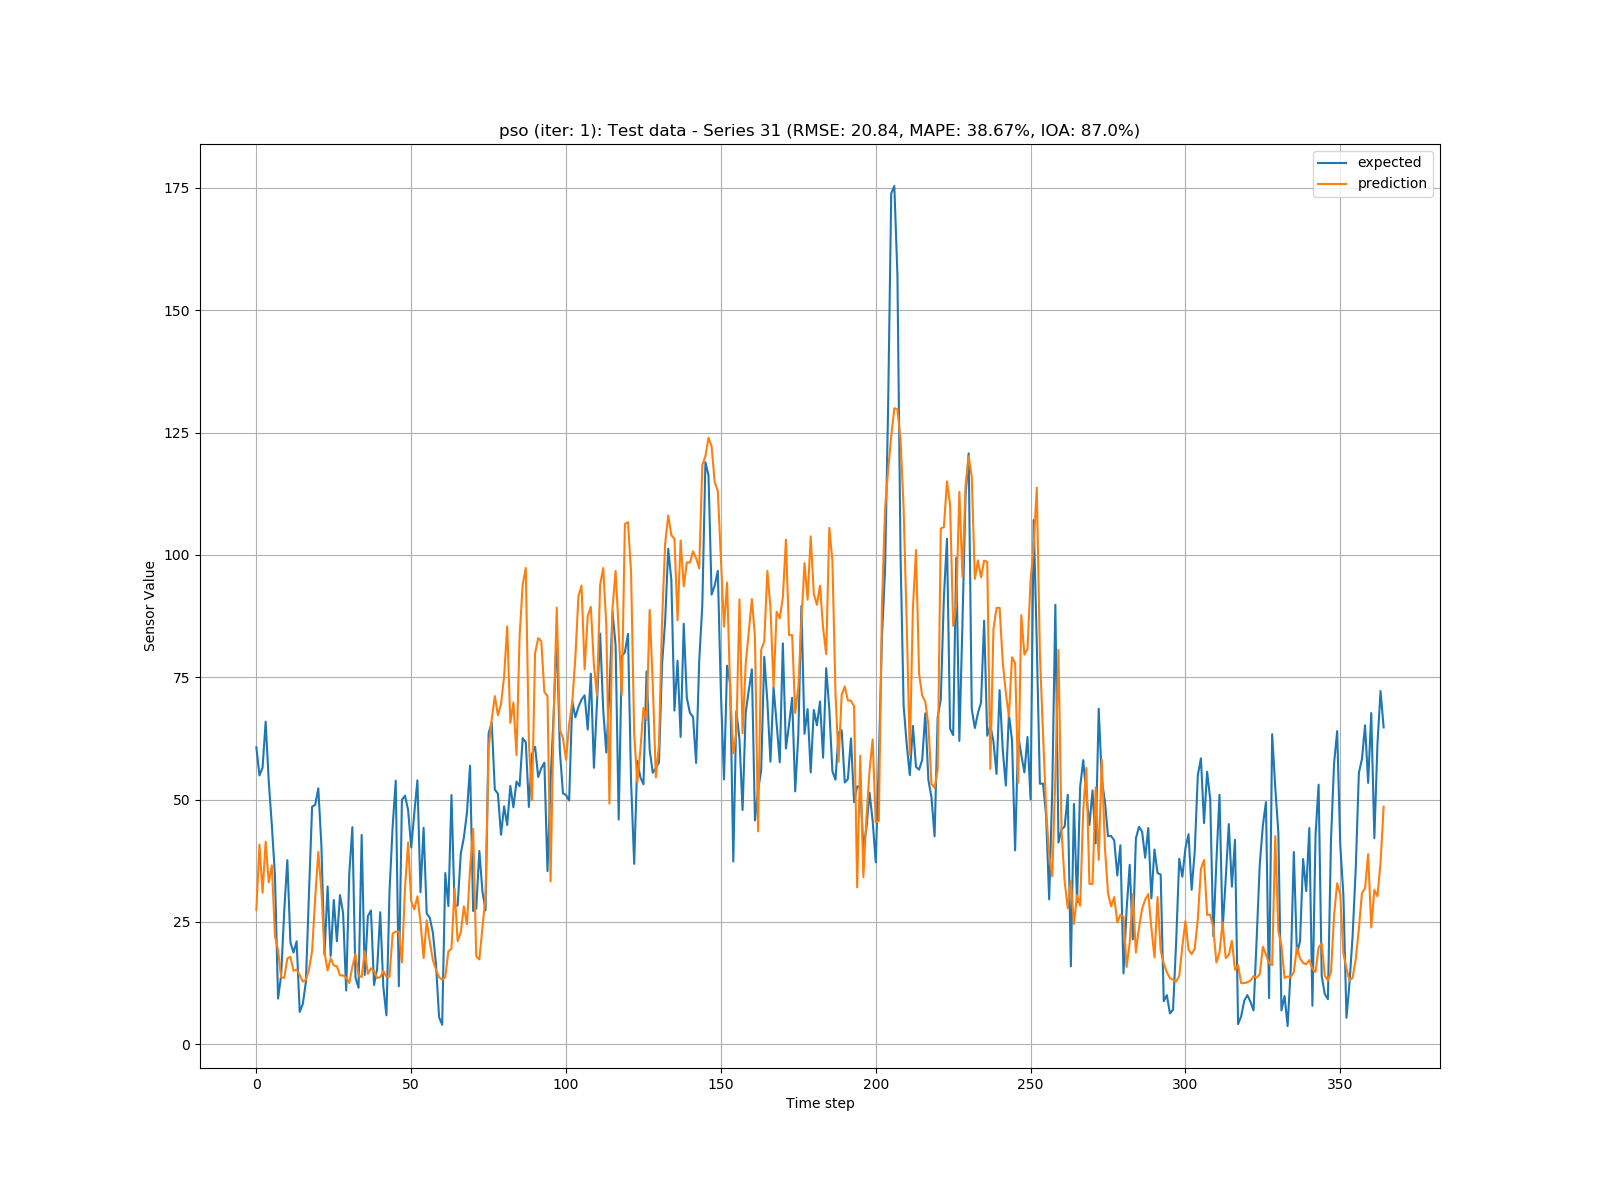 pso (iter: 1): Test data - Series 31 (RMSE: 20.84, MAPE: 38.67%, IOA: 87.0%)
expected
prediction
175
150
125
100
75
50
25
0
Sensor Value
0 50 100 150 200 250 300 350
Time step